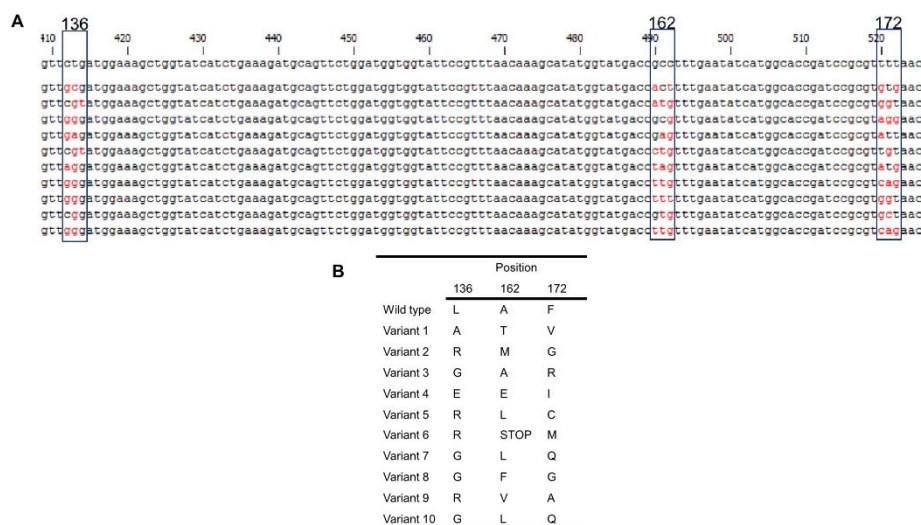 A
136 162 172
410 420 430 440 450 460 470 480 490 500 510 520
gttctgatggaaagctggtatcatctgaaagatgcagttctggatggtggtattccgtttaacaaagcatatggtatgaccgcctttgaatatcatggcaccgatccgcgttttaac
gttgcgatggaaagctggtatcatctgaaagatgcagttctggatggtggtattccgtttaacaaagcatatggtatgaccacttttgaatatcatggcaccgatccgcgtgtgaac
gttcgtatggaaagctggtatcatctgaaagatgcagttctggatggtggtattccgtttaacaaagcatatggtatgaccatgtttgaatatcatggcaccgatccgcgtggtaac
gttgggatggaaagctggtatcatctgaaagatgcagttctggatggtggtattccgtttaacaaagcatatggtatgaccgcgtttgaatatcatggcaccgatccgcgtaggaac
gttgagatggaaagctggtatcatctgaaagatgcagttctggatggtggtattccgtttaacaaagcatatggtatgaccgagtttgaatatcatggcaccgatccgcgtattaac
gttcgtatggaaagctggtatcatctgaaagatgcagttctggatggtggtattccgtttaacaaagcatatggtatgaccctgtttgaatatcatggcaccgatccgcgttgtaac
gttaggatggaaagctggtatcatctgaaagatgcagttctggatggtggtattccgtttaacaaagcatatggtatgacctagtttgaatatcatggcaccgatccgcgtatgaac
gttgggatggaaagctggtatcatctgaaagatgcagttctggatggtggtattccgtttaacaaagcatatggtatgaccttgtttgaatatcatggcaccgatccgcgtcagaac
gttgggatggaaagctggtatcatctgaaagatgcagttctggatggtggtattccgtttaacaaagcatatggtatgaccttttttgaatatcatggcaccgatccgcgtggtaac
gttcggatggaaagctggtatcatctgaaagatgcagttctggatggtggtattccgtttaacaaagcatatggtatgaccgtgtttgaatatcatggcaccgatccgcgtgctaac
gttgggatggaaagctggtatcatctgaaagatgcagttctggatggtggtattccgtttaacaaagcatatggtatgaccttgtttgaatatcatggcaccgatccgcgtcagaac
B
Position
136 162 172
Wild type L A F
Variant 1 A T V
Variant 2 R M G
Variant 3 G A R
Variant 4 E E I
Variant 5 R L C
Variant 6 R STOP M
Variant 7 G L Q
Variant 8 G F G
Variant 9 R V A
Variant 10 G L Q